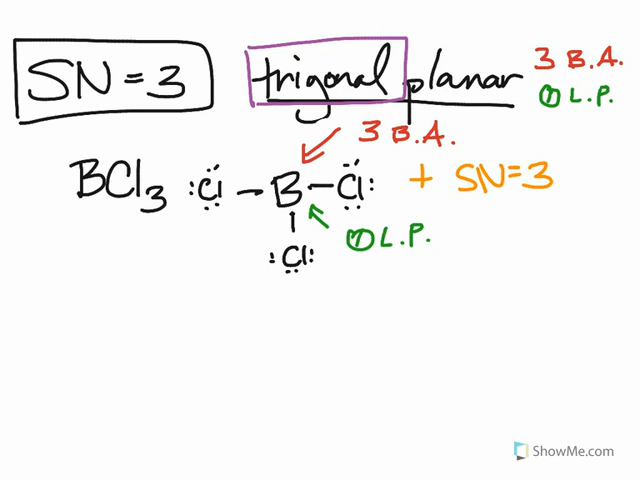 SN = 3
trigonal planar
3 B.A.
0 L.P.
3 B.A.
BCl3 :Cl — B — Cl: + SN=3
0 L.P.
:Cl:
ShowMe.com